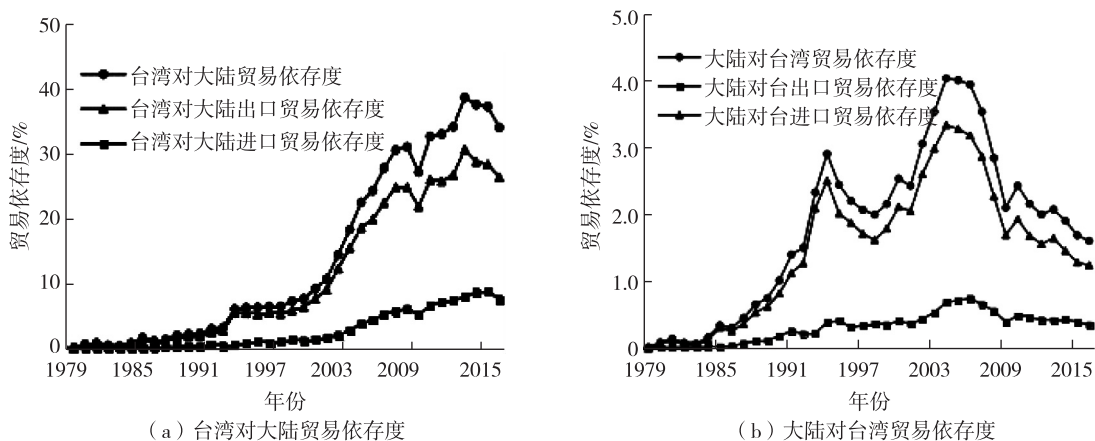 50
40
30
20
10
0
贸易依存度/%
台湾对大陆贸易依存度
台湾对大陆出口贸易依存度
台湾对大陆进口贸易依存度
1979 1985 1991 1997 2003 2009 2015
年份
（a）台湾对大陆贸易依存度
5.0
4.0
3.0
2.0
1.0
0
贸易依存度/%
大陆对台湾贸易依存度
大陆对台出口贸易依存度
大陆对台进口贸易依存度
1979 1985 1991 1997 2003 2009 2015
年份
（b）大陆对台湾贸易依存度